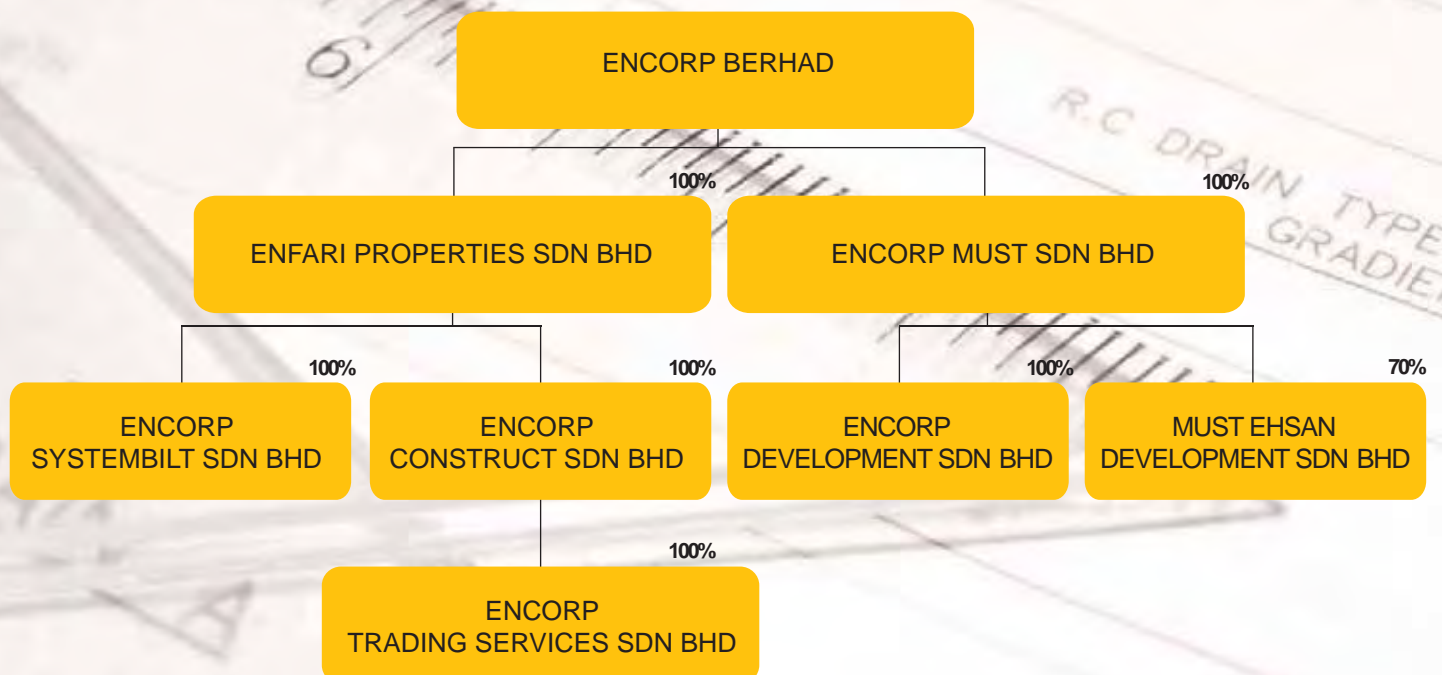 6
ENCORP BERHAD
R.C DRAIN TYPE
GRADIE
100%
100%
ENFARI PROPERTIES SDN BHD
ENCORP MUST SDN BHD
100%
100%
100%
70%
ENCORP
SYSTEMBILT SDN BHD
ENCORP
CONSTRUCT SDN BHD
ENCORP
DEVELOPMENT SDN BHD
MUST EHSAN
DEVELOPMENT SDN BHD
100%
ENCORP
TRADING SERVICES SDN BHD